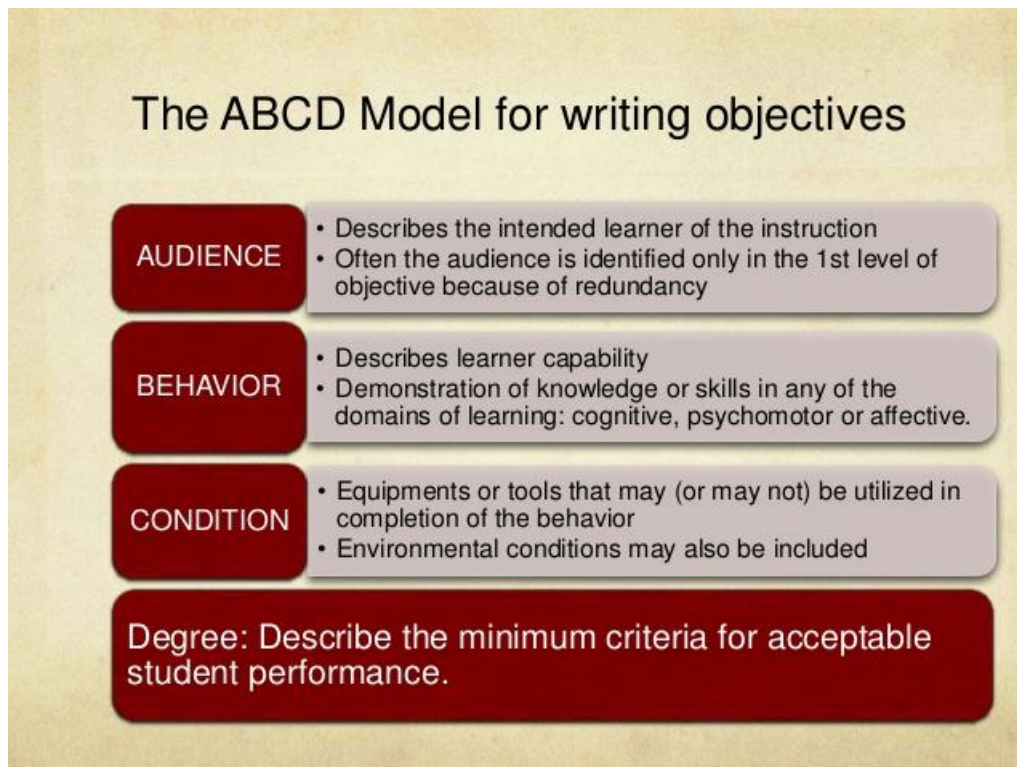 The ABCD Model for writing objectives
AUDIENCE
• Describes the intended learner of the instruction
• Often the audience is identified only in the 1st level of
objective because of redundancy
BEHAVIOR
• Describes learner capability
• Demonstration of knowledge or skills in any of the
domains of learning: cognitive, psychomotor or affective.
CONDITION
• Equipments or tools that may (or may not) be utilized in
completion of the behavior
• Environmental conditions may also be included
Degree: Describe the minimum criteria for acceptable
student performance.